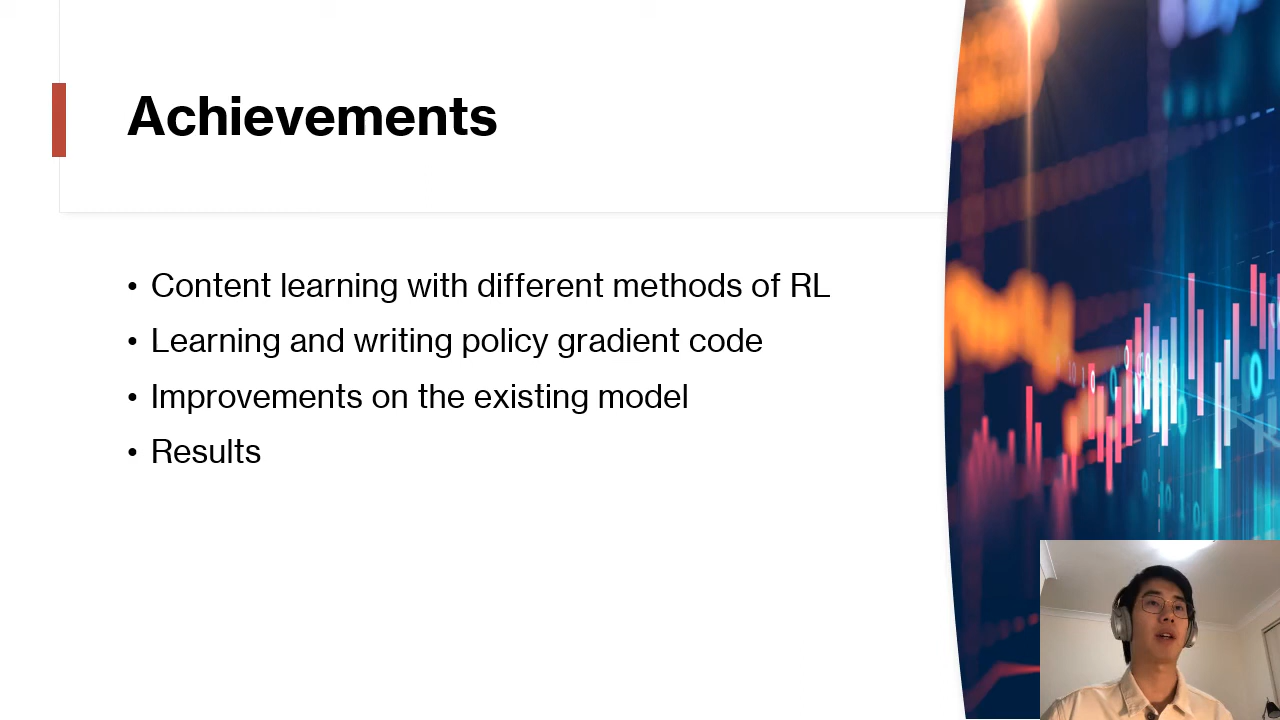 Achievements
• Content learning with different methods of RL
• Learning and writing policy gradient code
• Improvements on the existing model
• Results